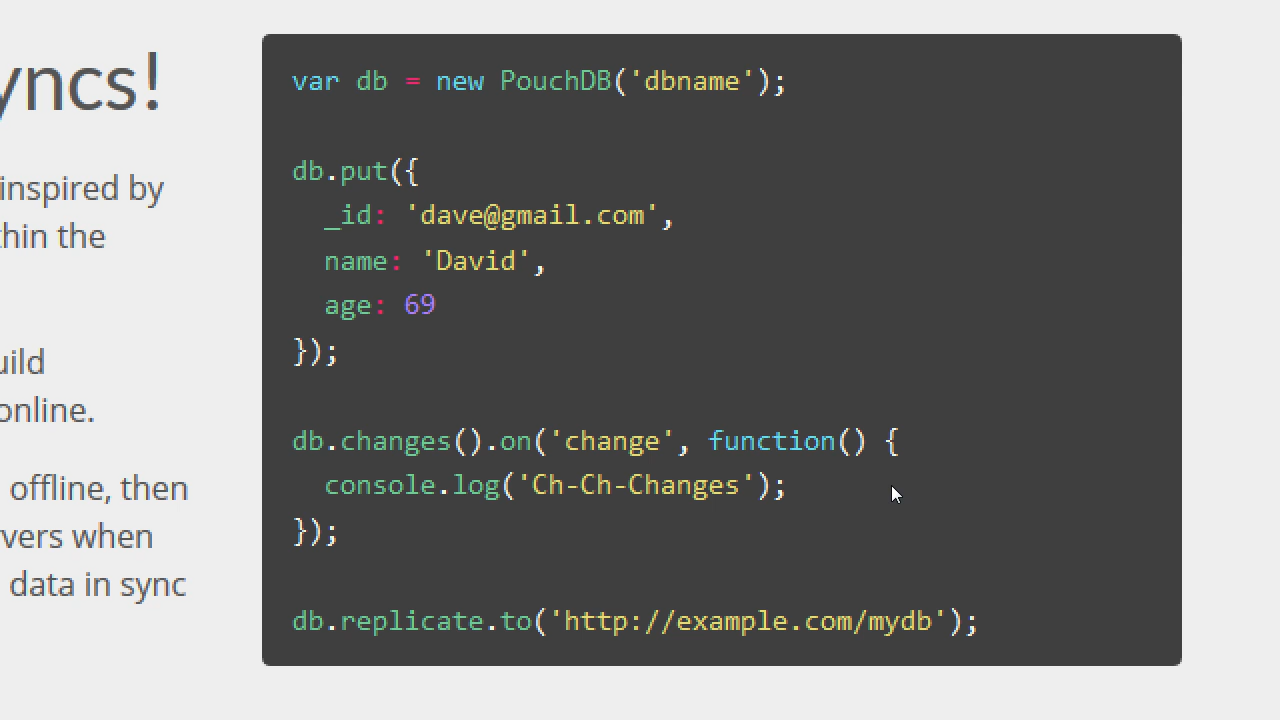 yncs!
inspired by
thin the
uild
online.
offline, then
rvers when
data in sync
var db = new PouchDB('dbname');
db.put({
  _id: 'dave@gmail.com',
  name: 'David',
  age: 69
});
db.changes().on('change', function() {
  console.log('Ch-Ch-Changes');
});
db.replicate.to('http://example.com/mydb');